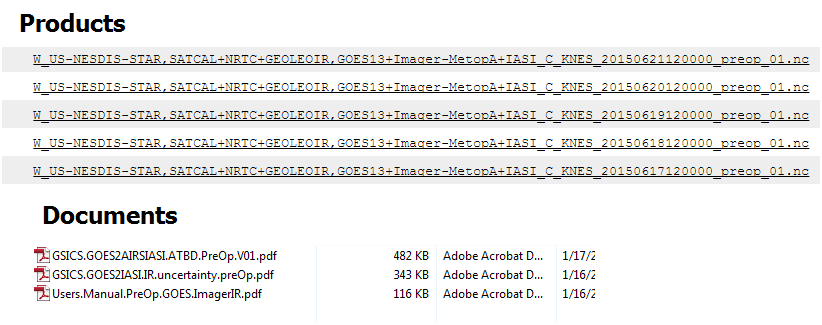 Products
W_US-NESDIS-STAR,SATCAL+NRTC+GEOLEOIR,GOES13+Imager-MetopA+IASI_C_KNES_20150621120000_preop_01.nc
W_US-NESDIS-STAR,SATCAL+NRTC+GEOLEOIR,GOES13+Imager-MetopA+IASI_C_KNES_20150620120000_preop_01.nc
W_US-NESDIS-STAR,SATCAL+NRTC+GEOLEOIR,GOES13+Imager-MetopA+IASI_C_KNES_20150619120000_preop_01.nc
W_US-NESDIS-STAR,SATCAL+NRTC+GEOLEOIR,GOES13+Imager-MetopA+IASI_C_KNES_20150618120000_preop_01.nc
W_US-NESDIS-STAR,SATCAL+NRTC+GEOLEOIR,GOES13+Imager-MetopA+IASI_C_KNES_20150617120000_preop_01.nc
Documents
GSICS.GOES2AIRSIASI.ATBD.PreOp.V01.pdf 482 KB Adobe Acrobat D... 1/17/2
GSICS.GOES2IASI.IR.uncertainty.preOp.pdf 343 KB Adobe Acrobat D... 1/16/2
Users.Manual.PreOp.GOES.ImagerIR.pdf 116 KB Adobe Acrobat D... 1/16/2